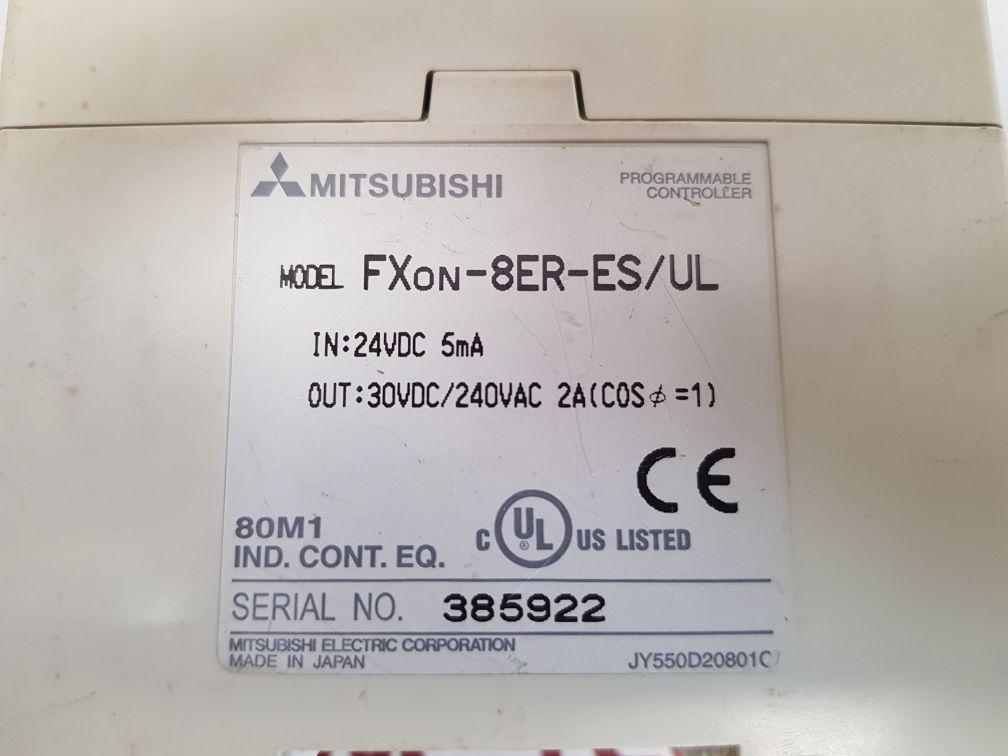 MITSUBISHI
PROGRAMMABLE
CONTROLLER
MODEL FX0N-8ER-ES/UL
IN:24VDC 5mA
OUT:30VDC/240VAC 2A(COSϕ=1)
CE
80M1
IND. CONT. EQ.
C UL® US LISTED
SERIAL NO. 385922
MITSUBISHI ELECTRIC CORPORATION
MADE IN JAPAN
JY550D20801C